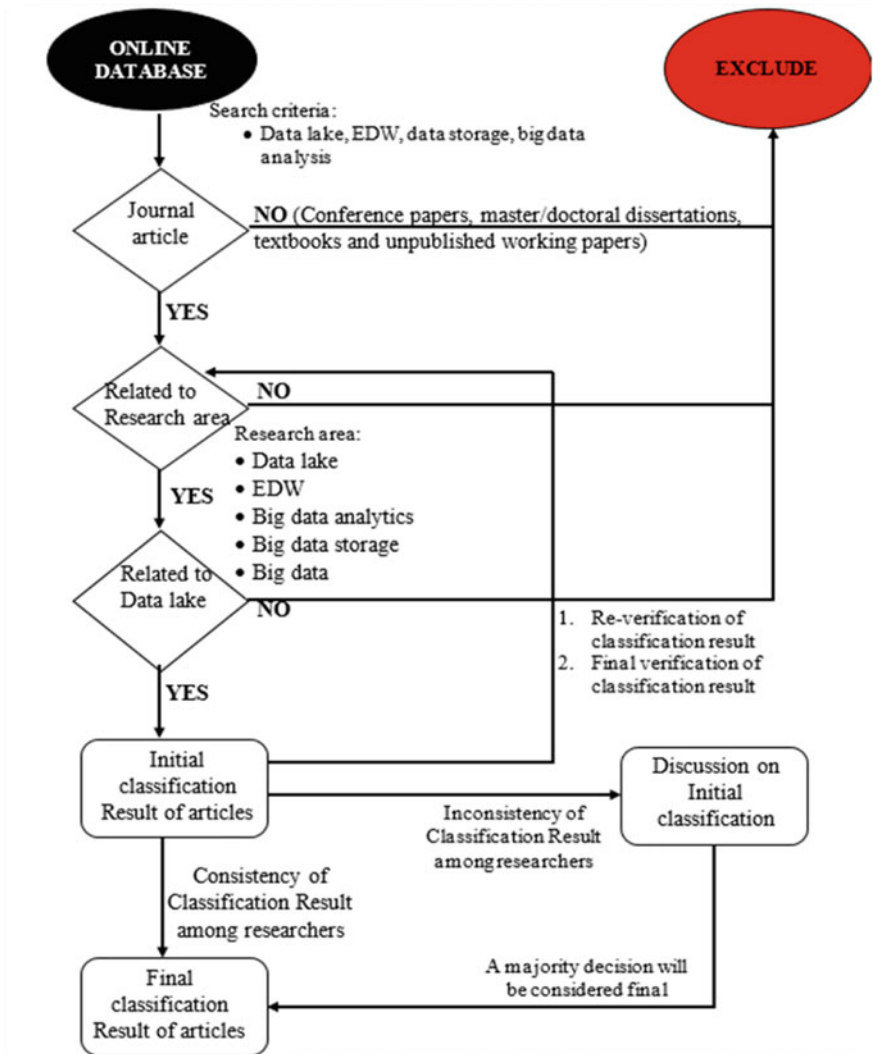 ONLINE
DATABASE
EXCLUDE
Search criteria:
• Data lake, EDW, data storage, big data
analysis
Journal
article
NO (Conference papers, master/doctoral dissertations,
textbooks and unpublished working papers)
YES
Related to
Research area
NO
Research area:
• Data lake
• EDW
• Big data analytics
• Big data storage
• Big data
YES
Related to
Data lake
NO
1. Re-verification of
classification result
2. Final verification of
classification result
YES
Initial
classification
Result of articles
Discussion on
Initial
classification
Inconsistency of
Classification Result
among researchers
Consistency of
Classification Result
among researchers
A majority decision will
be considered final
Final
classification
Result of articles